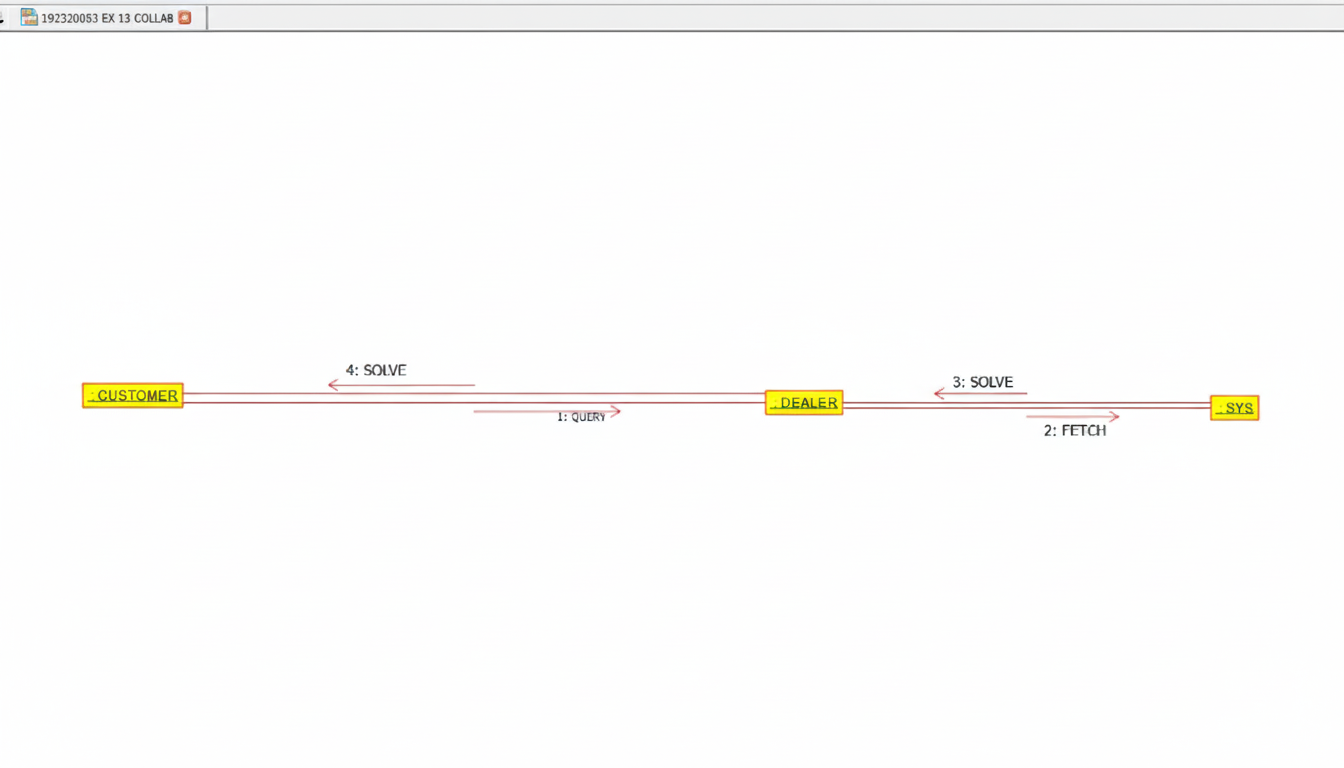 192320053 EX 13 COLLAB
4: SOLVE
3: SOLVE
: CUSTOMER
: DEALER
: SYS
1: QUERY
2: FETCH